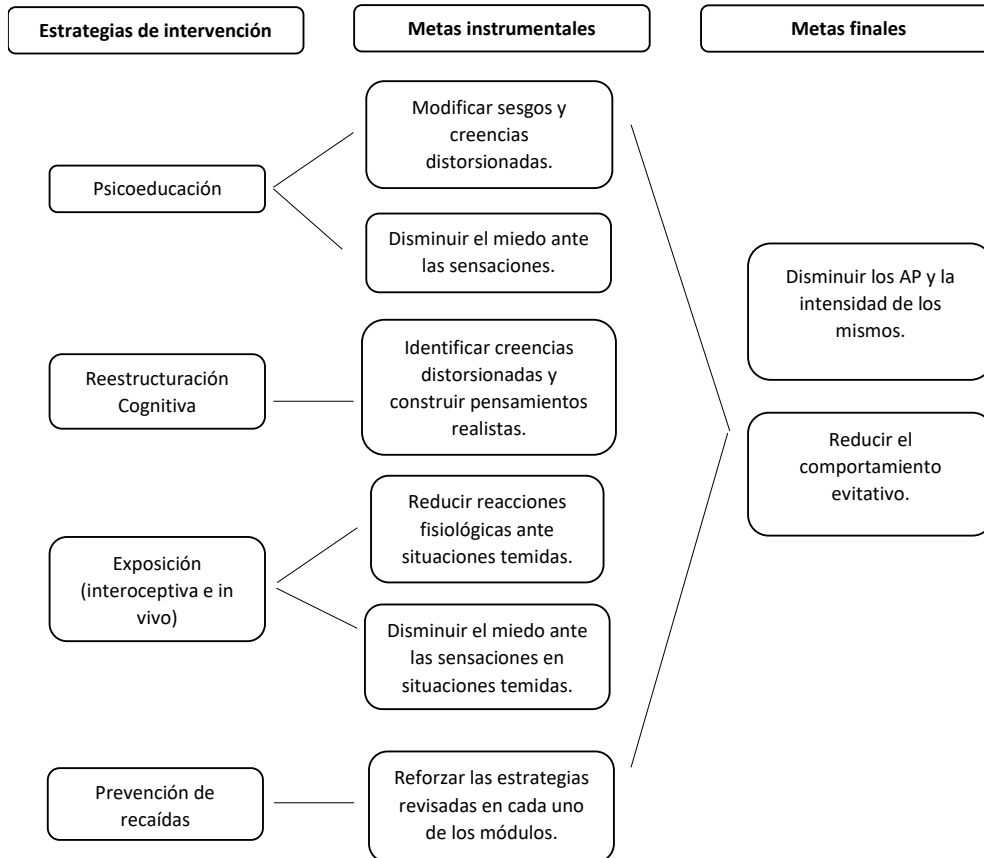 Estrategias de intervención
Metas instrumentales
Metas finales
Modificar sesgos y
creencias
distorsionadas.
Psicoeducación
Disminuir el miedo ante
las sensaciones.
Disminuir los AP y la
intensidad de los
mismos.
Reestructuración
Cognitiva
Identificar creencias
distorsionadas y
construir pensamientos
realistas.
Reducir el
comportamiento
evitativo.
Exposición
(interoceptiva e in
vivo)
Reducir reacciones
fisiológicas ante
situaciones temidas.
Disminuir el miedo ante
las sensaciones en
situaciones temidas.
Prevención de
recaídas
Reforzar las estrategias
revisadas en cada uno
de los módulos.